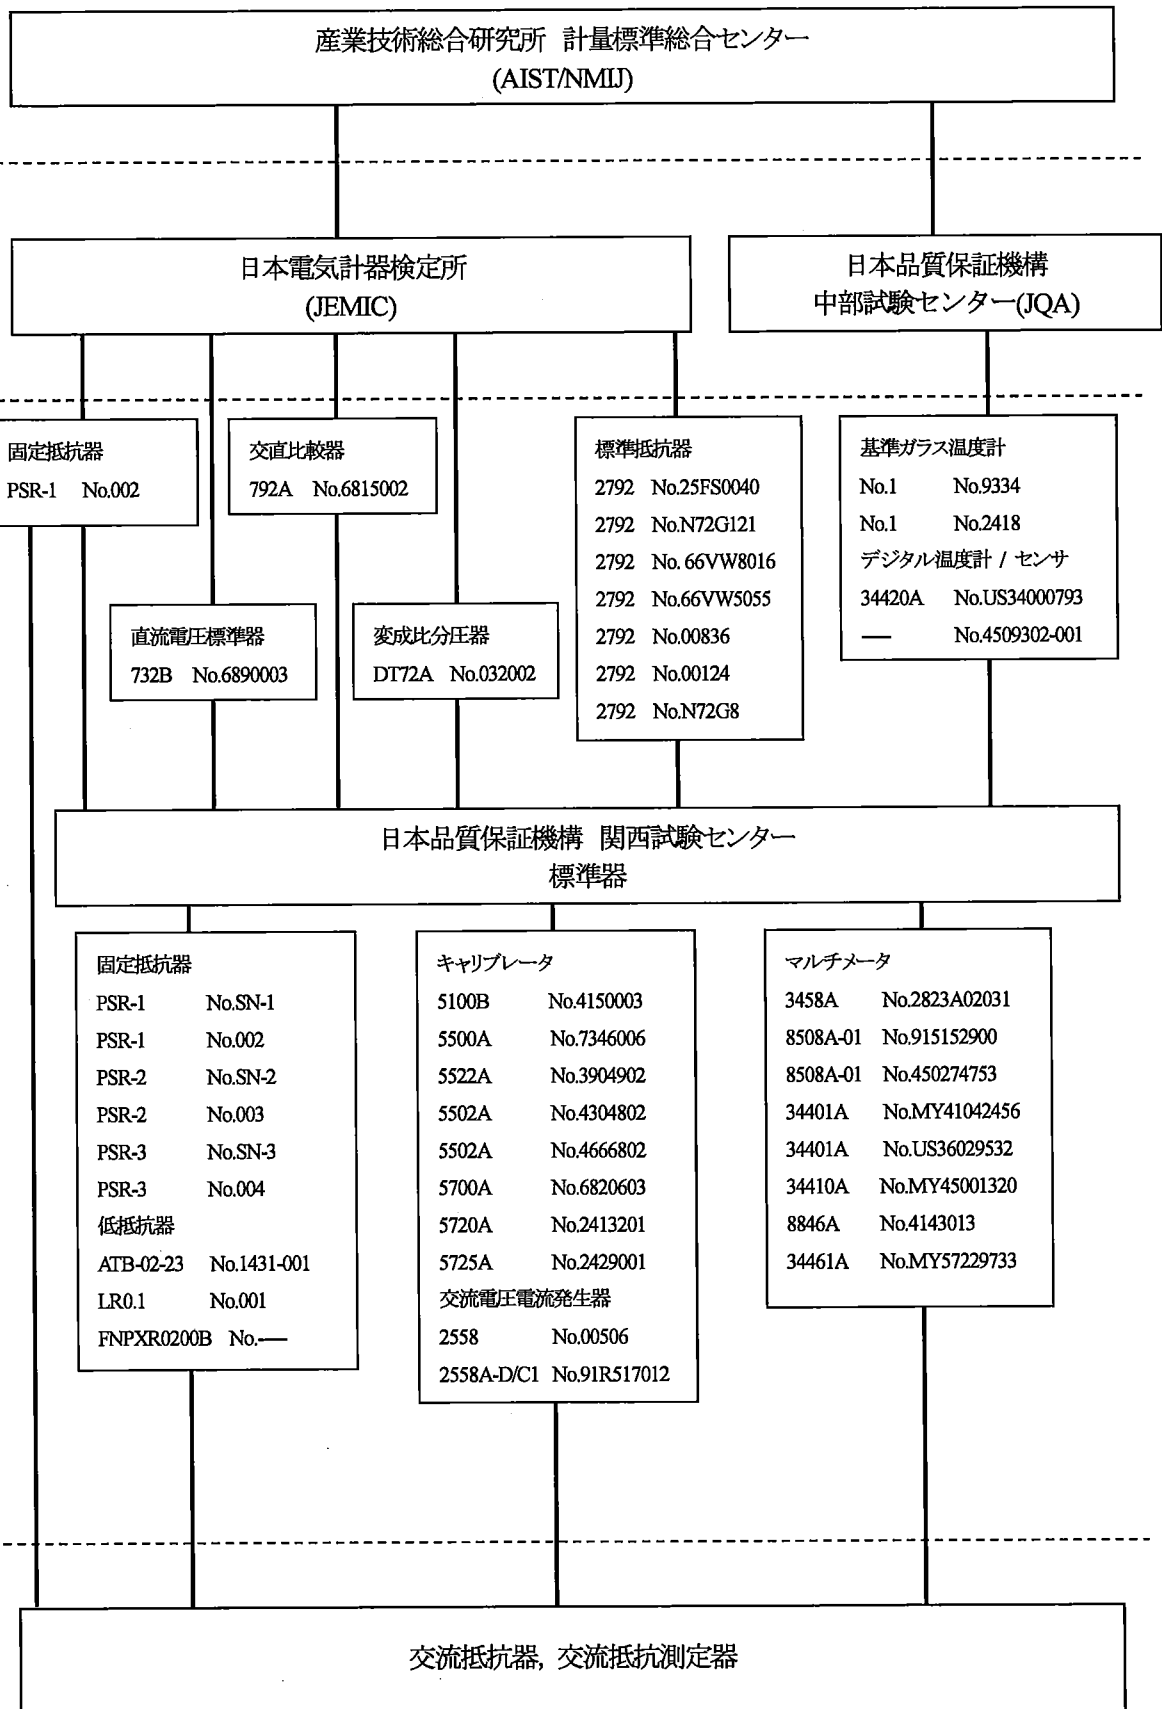 産業技術総合研究所 計量標準総合センター
(AIST/NMIJ)
日本電気計器検定所
(JEMIC)
日本品質保証機構
中部試験センター(JQA)
固定抵抗器
PSR-1 No.002
交直比較器
792A No.6815002
直流電圧標準器
732B No.6890003
変成比分圧器
DT72A No.032002
標準抵抗器
2792 No.25FS0040
2792 No.N72G121
2792 No.66VW8016
2792 No.66VW5055
2792 No.00836
2792 No.00124
2792 No.N72G8
基準ガラス温度計
No.1 No.9334
No.1 No.2418
デジタル温度計 / センサ
34420A No.US34000793
― No.4509302-001
日本品質保証機構 関西試験センター
標準器
固定抵抗器
PSR-1 No.SN-1
PSR-1 No.002
PSR-2 No.SN-2
PSR-2 No.003
PSR-3 No.SN-3
PSR-3 No.004
低抵抗器
ATB-02-23 No.1431-001
LR0.1 No.001
FNPXR0200B No.―
キャリブレータ
5100B No.4150003
5500A No.7346006
5522A No.3904902
5502A No.4304802
5502A No.4666802
5700A No.6820603
5720A No.2413201
5725A No.2429001
交流電圧電流発生器
2558 No.00506
2558A-D/C1 No.91R517012
マルチメータ
3458A No.2823A02031
8508A-01 No.915152900
8508A-01 No.450274753
34401A No.MY41042456
34401A No.US36029532
34410A No.MY45001320
8846A No.4143013
34461A No.MY57229733
交流抵抗器, 交流抵抗測定器